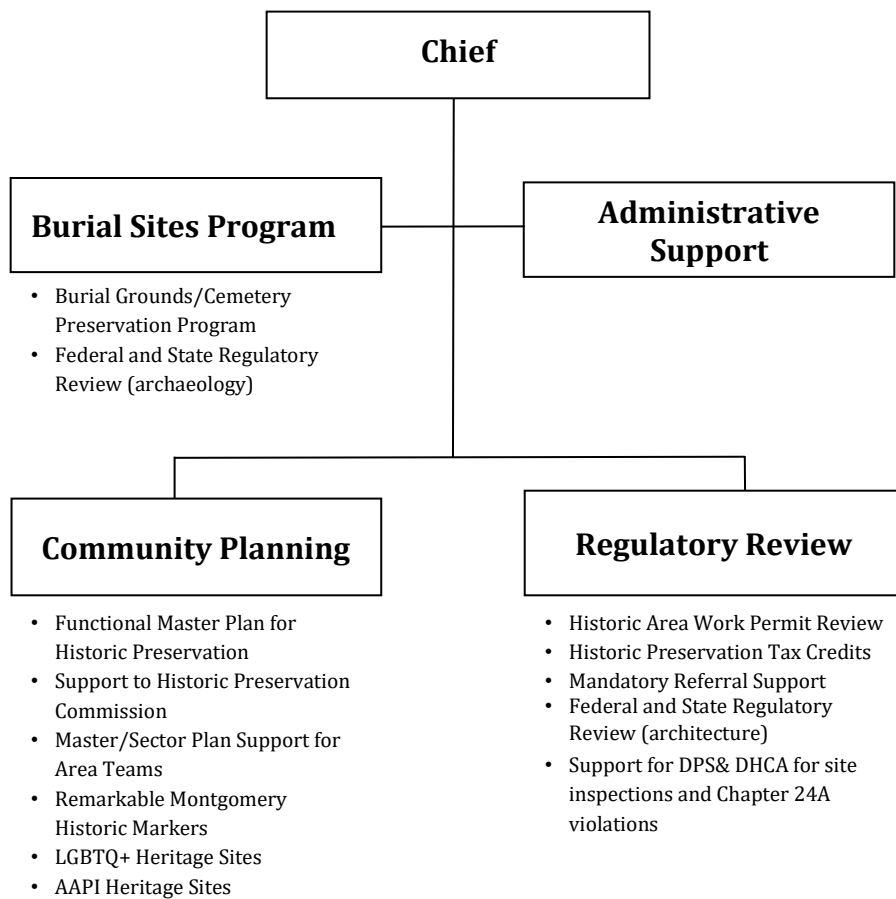 Chief
Burial Sites Program
Administrative
Support
• Burial Grounds/Cemetery
Preservation Program
• Federal and State Regulatory
Review (archaeology)
Community Planning
Regulatory Review
• Functional Master Plan for
Historic Preservation
• Support to Historic Preservation
Commission
• Master/Sector Plan Support for
Area Teams
• Remarkable Montgomery
Historic Markers
• LGBTQ+ Heritage Sites
• AAPI Heritage Sites
• Historic Area Work Permit Review
• Historic Preservation Tax Credits
• Mandatory Referral Support
• Federal and State Regulatory
Review (architecture)
• Support for DPS& DHCA for site
inspections and Chapter 24A
violations